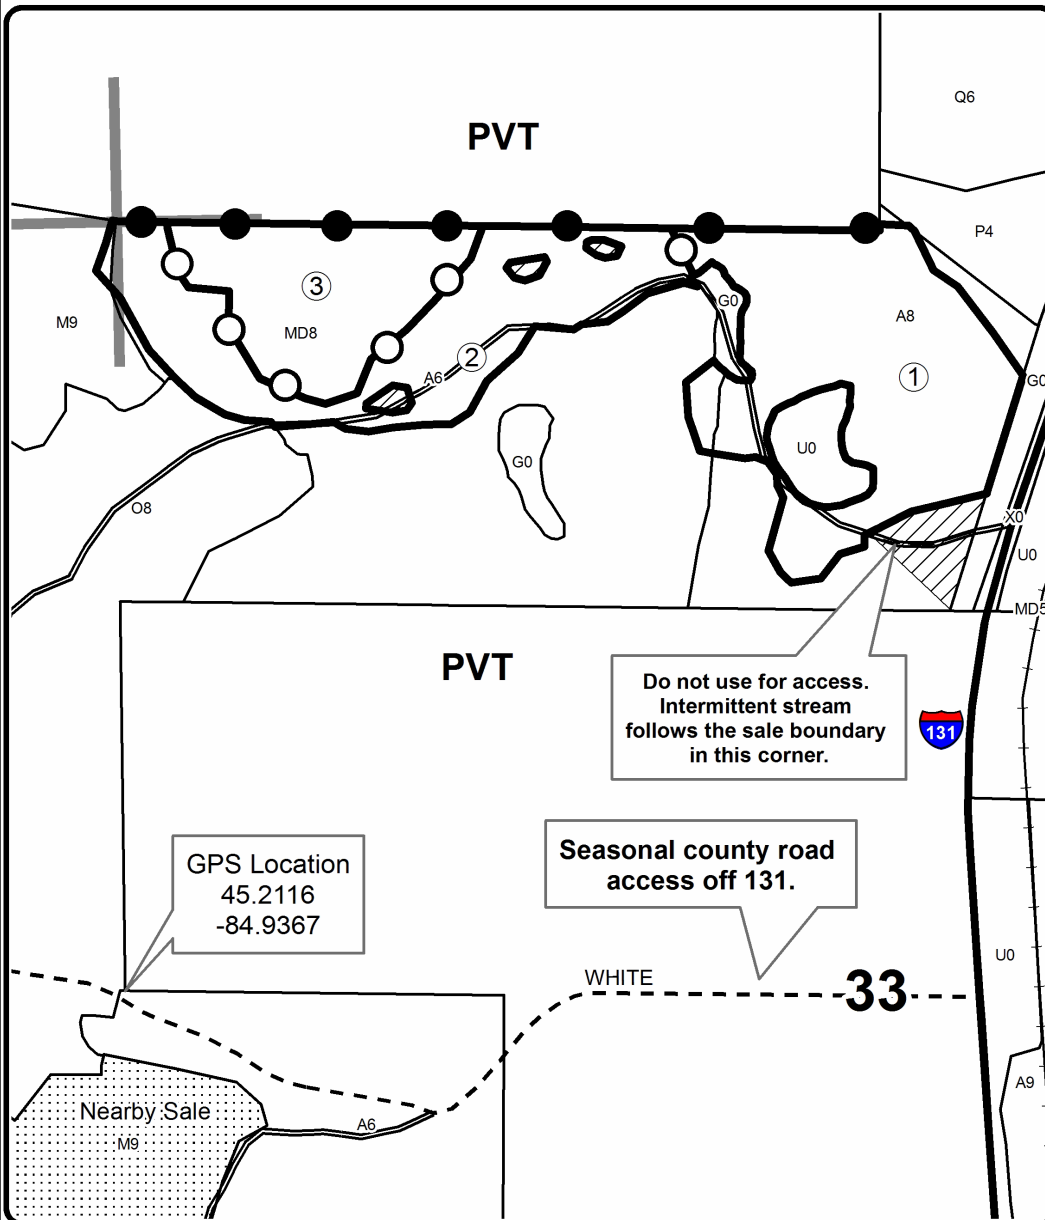 Q6
PVT
P4
3
G0
M9
A8
MD8
2
A6
1
G0
U0
G0
O8
X0
U0
MD5
PVT
Do not use for access.
Intermittent stream
follows the sale boundary
in this corner.
131
Seasonal county road
access off 131.
GPS Location
45.2116
-84.9367
U0
WHITE
33
A9
Nearby Sale
A6
M9